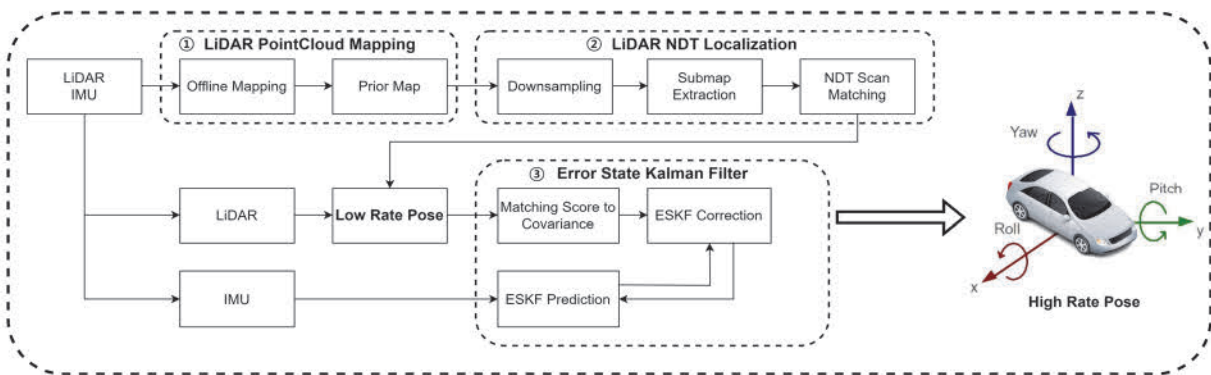 ① LiDAR PointCloud Mapping
② LiDAR NDT Localization
LiDAR
IMU
Offline Mapping
Prior Map
Downsampling
Submap
Extraction
NDT Scan
Matching
③ Error State Kalman Filter
LiDAR
Low Rate Pose
Matching Score to
Covariance
ESKF Correction
IMU
ESKF Prediction
z
Yaw
Pitch
y
Roll
x
High Rate Pose